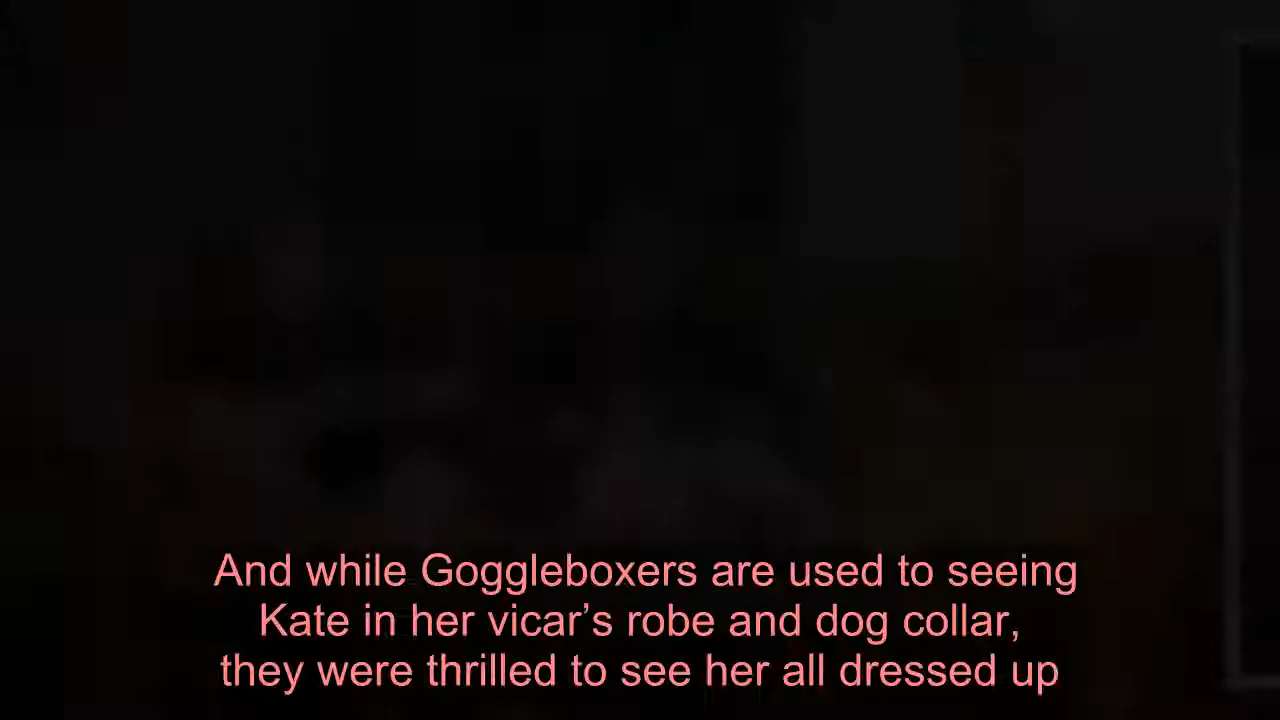 And while Goggleboxers are used to seeing
Kate in her vicar’s robe and dog collar,
they were thrilled to see her all dressed up